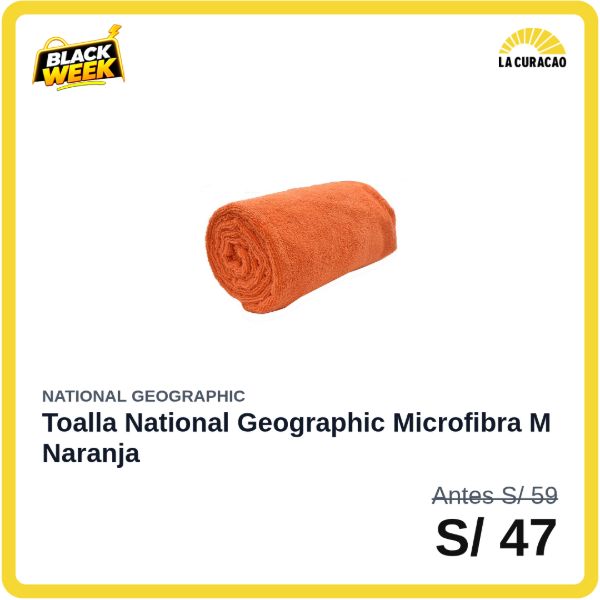 BLACK
WEEK
LA CURACAO
NATIONAL GEOGRAPHIC
Toalla National Geographic Microfibra M
Naranja
Antes S/ 59
S/ 47